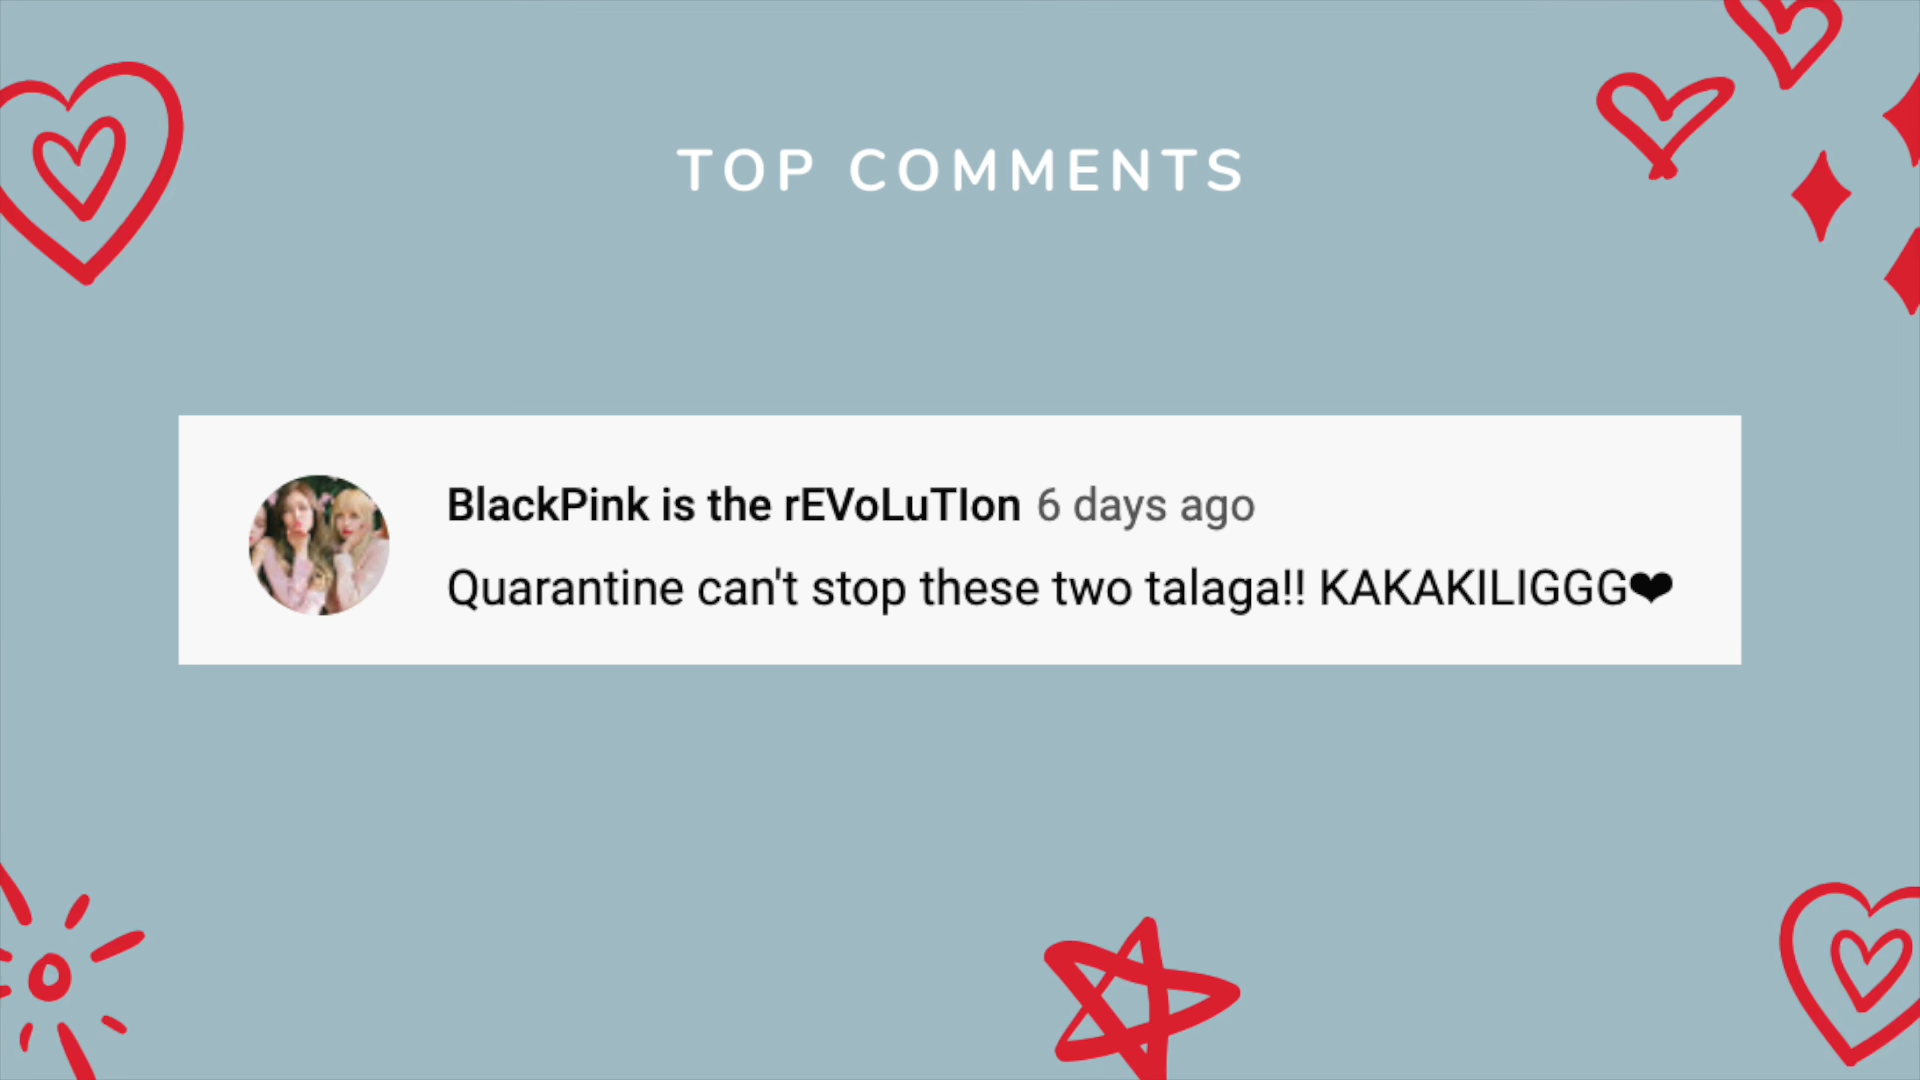 TOP COMMENTS
BlackPink is the rEVoLuTIon 6 days ago
Quarantine can't stop these two talaga!! KAKAKILIGGG❤